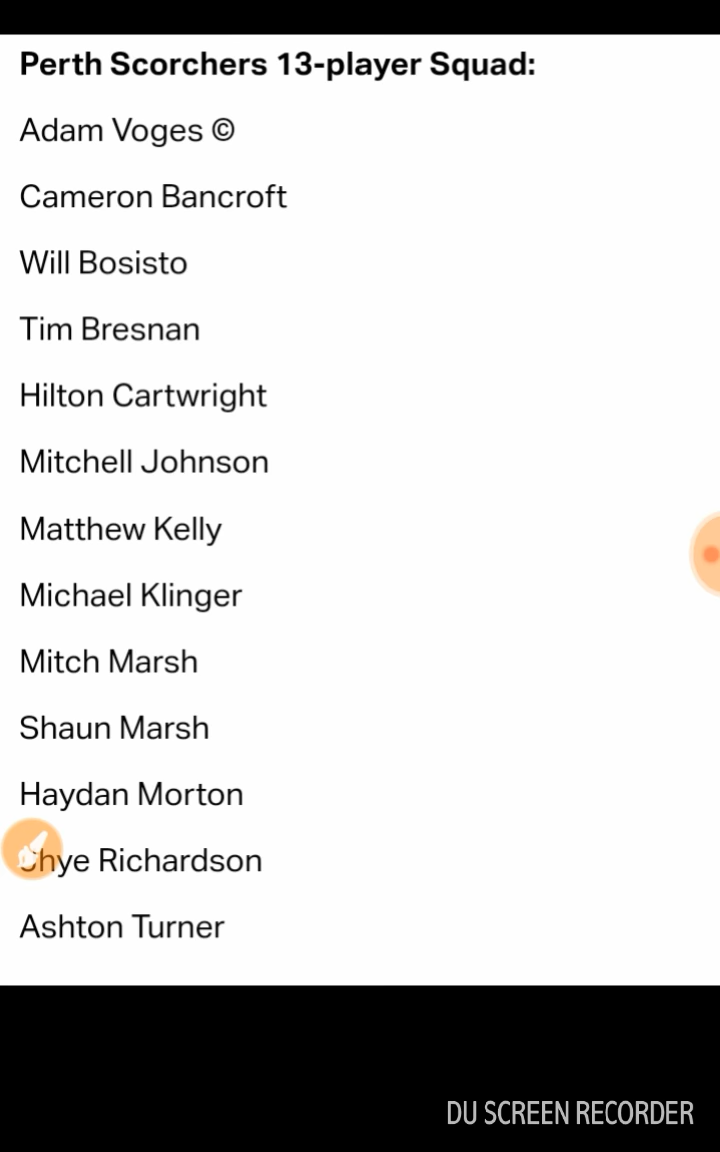 Perth Scorchers 13-player Squad:
Adam Voges ©
Cameron Bancroft
Will Bosisto
Tim Bresnan
Hilton Cartwright
Mitchell Johnson
Matthew Kelly
Michael Klinger
Mitch Marsh
Shaun Marsh
Haydan Morton
Richardson
Ashton Turner
DU SCREEN RECORDER